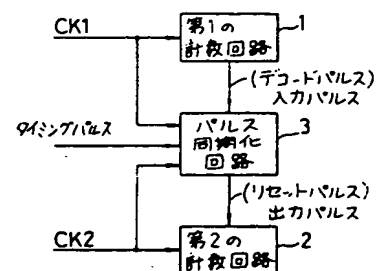 CK1
第1の
計数回路
1
(デコードパルス)
入力パルス
タイミングパルス
パルス
同期化
回路
3
(リセットパルス)
出力パルス
CK2
第2の
計数回路
2